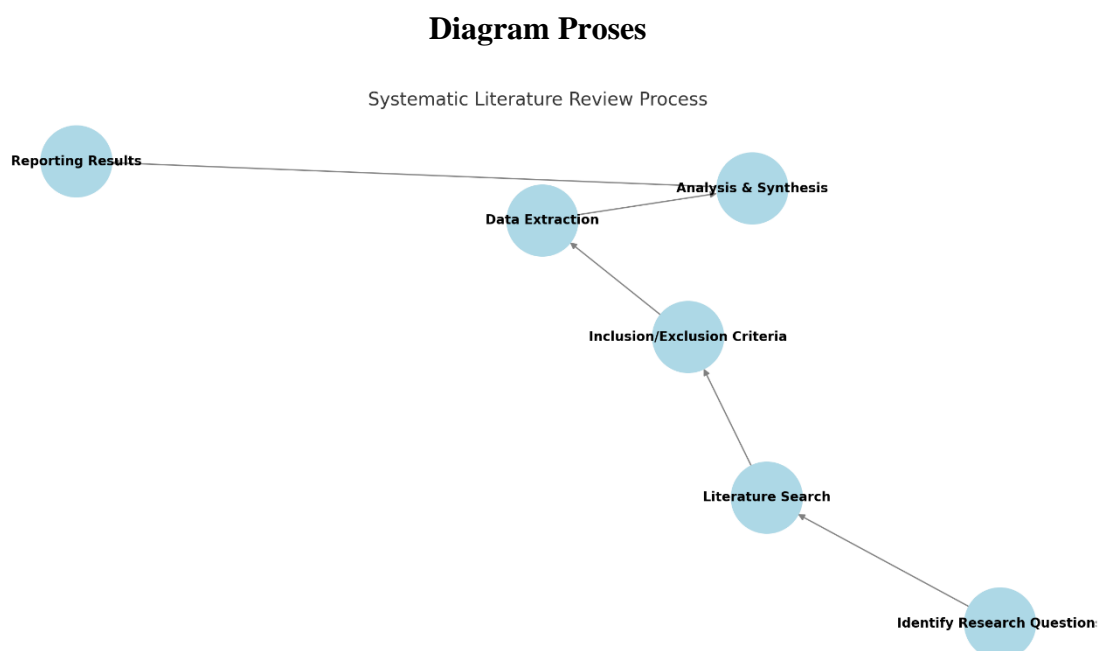 Diagram Proses
Systematic Literature Review Process
Reporting Results
Analysis & Synthesis
Data Extraction
Inclusion/Exclusion Criteria
Literature Search
Identify Research Question